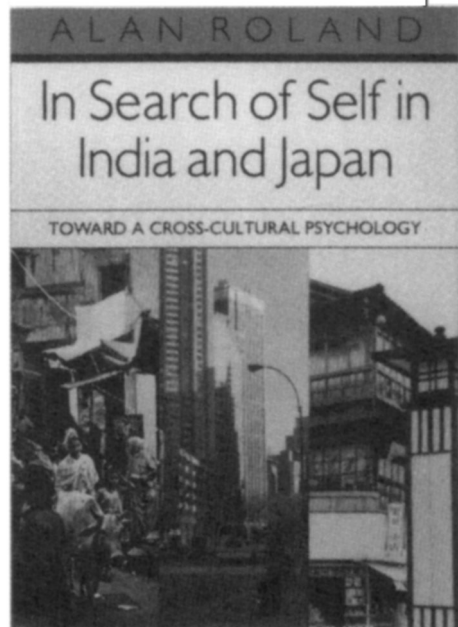 ALAN ROLAND
In Search of Self in
India and Japan
TOWARD A CROSS-CULTURAL PSYCHOLOGY